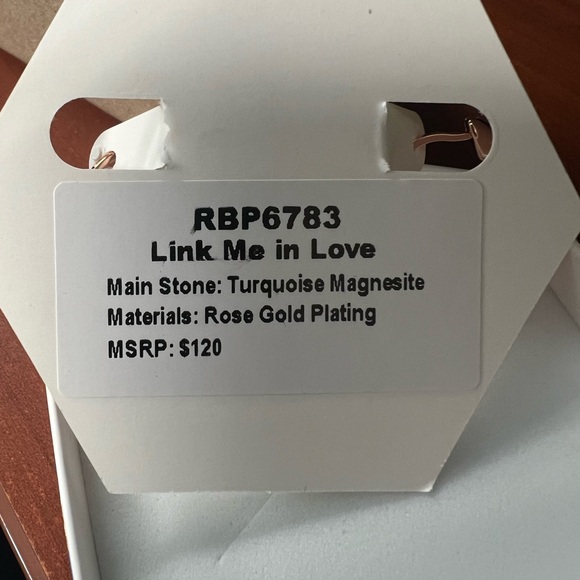 RBP6783
Link Me in Love
Main Stone: Turquoise Magnesite
Materials: Rose Gold Plating
MSRP: $120